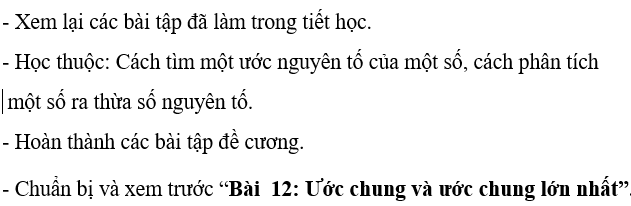 - Xem lại các bài tập đã làm trong tiết học.
- Học thuộc: Cách tìm một ước nguyên tố của một số, cách phân tích
một số ra thừa số nguyên tố.
- Hoàn thành các bài tập đề cương.
- Chuẩn bị và xem trước “Bài  12: Ước chung và ước chung lớn nhất”.